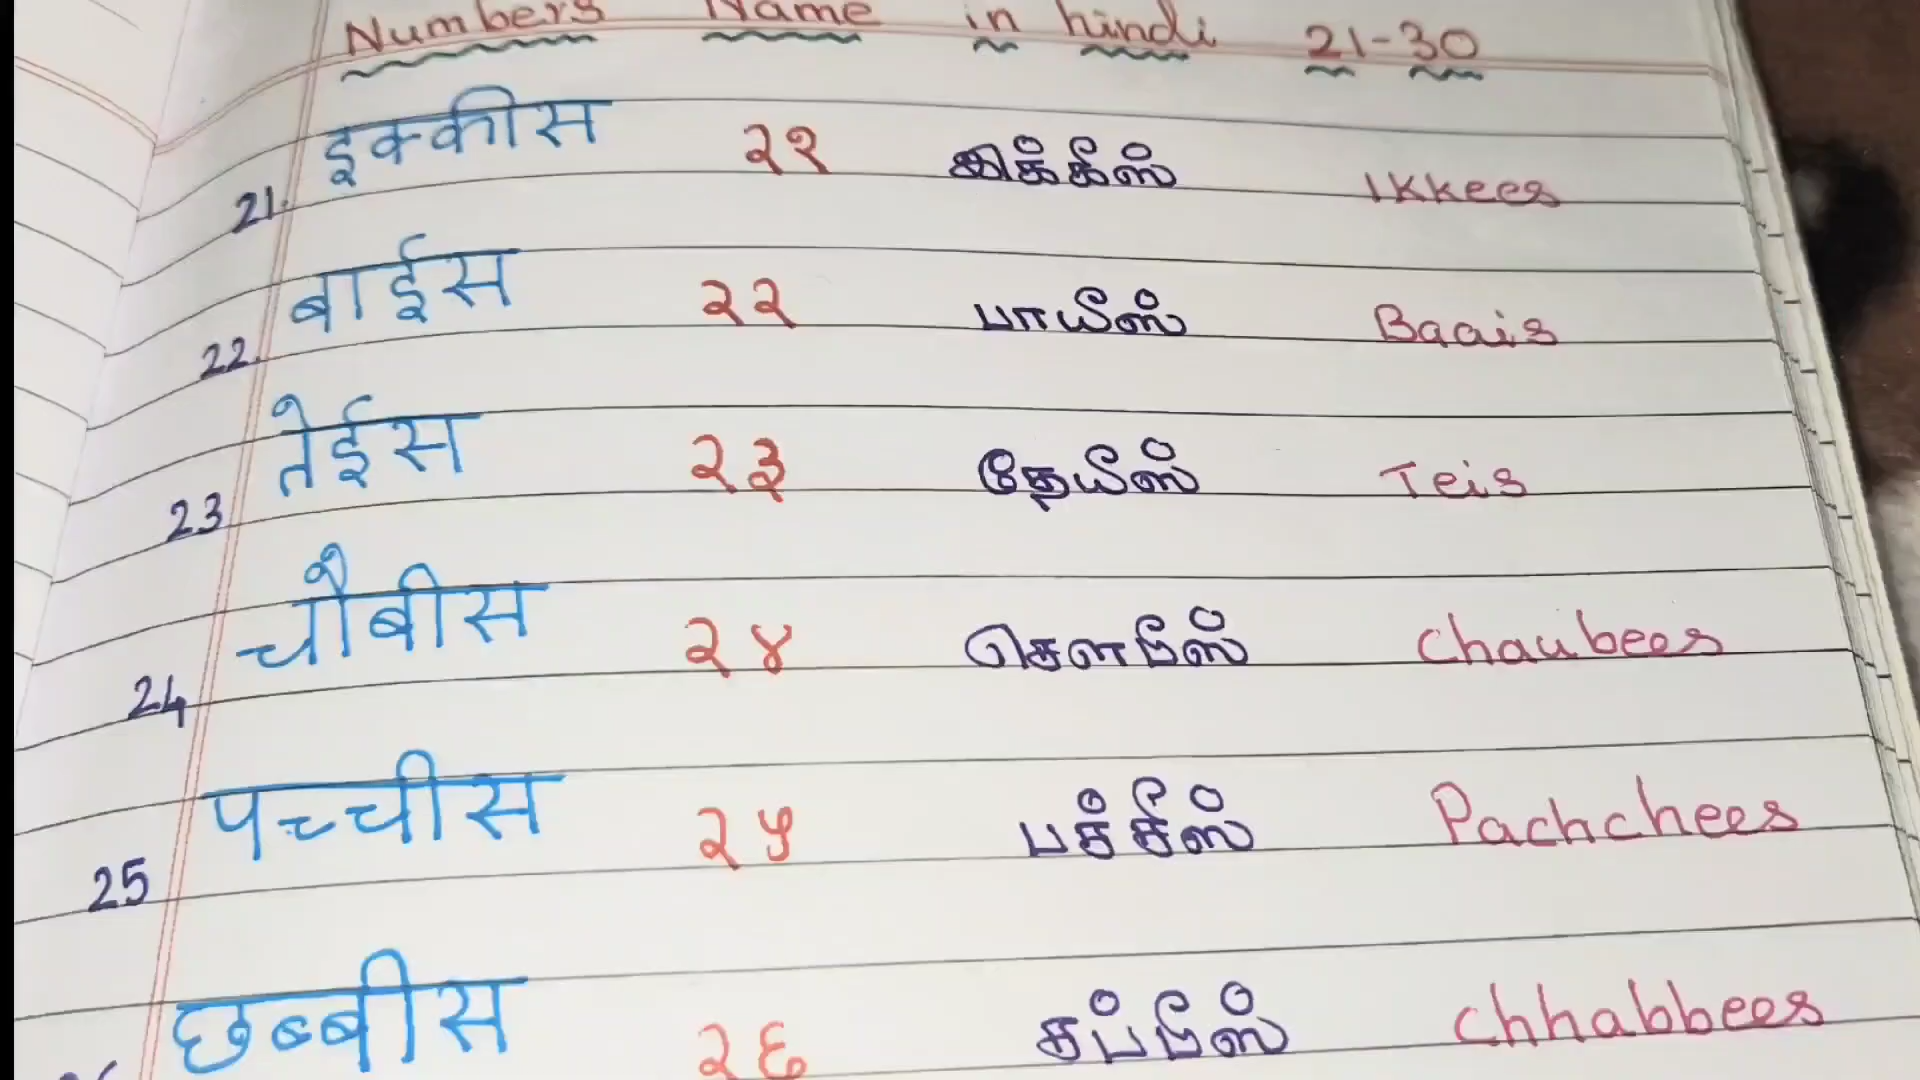 Numbers Name in hindi 21-30
21. इक्कीस २१ இக்கீஸ் Ikkees
22. बाईस २२ பாயீஸ் Baais
23 तेईस २३ தேயீஸ் Teis
24 चौबीस २४ சௌபீஸ் Chaubees
25 पच्चीस २५ பச்சீஸ் Pachchees
छब्बीस २६ சப்பீஸ் Chhabbees